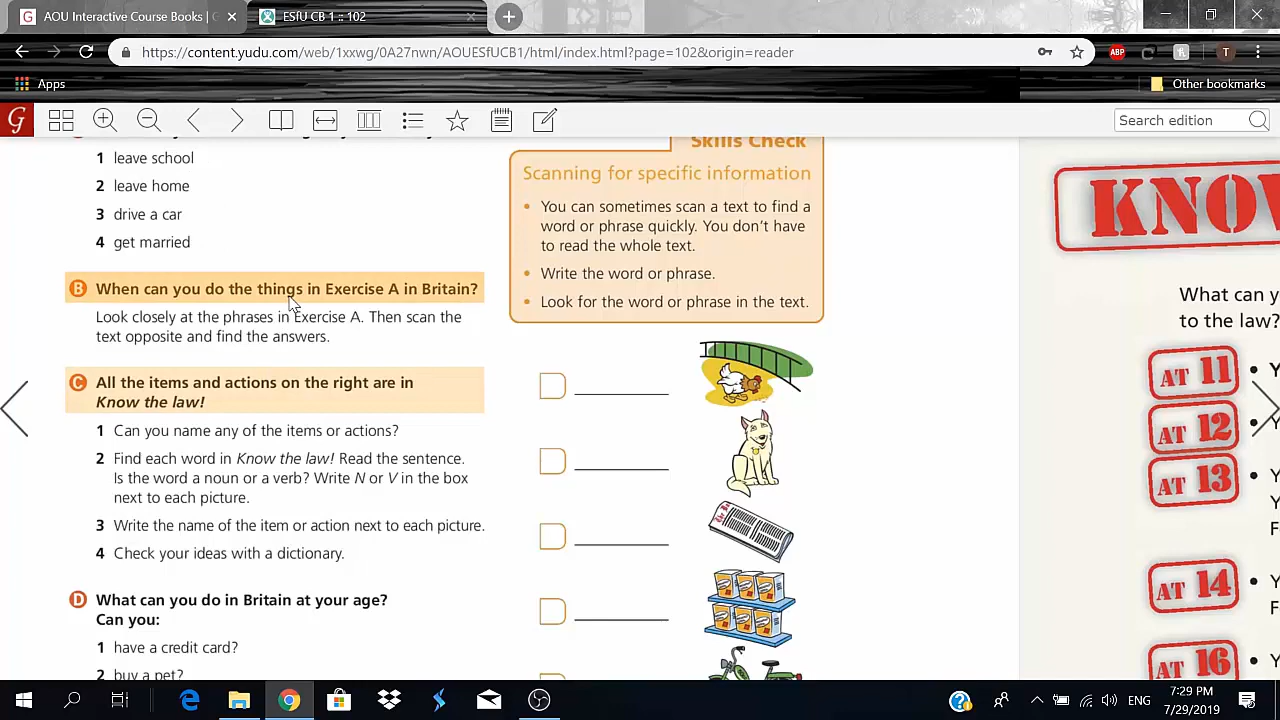 AOU Interactive Course Books |
ESfU CB 1 :: 102
https://content.yudu.com/web/1xxwg/0A27nwn/AOUESfUCB1/html/index.html?page=102&origin=reader
ABP
T
Apps
Other bookmarks
Search edition
1 leave school
2 leave home
3 drive a car
4 get married
B When can you do the things in Exercise A in Britain?
Look closely at the phrases in Exercise A. Then scan the
text opposite and find the answers.
C All the items and actions on the right are in
Know the law!
1 Can you name any of the items or actions?
2 Find each word in Know the law! Read the sentence.
Is the word a noun or a verb? Write N or V in the box
next to each picture.
3 Write the name of the item or action next to each picture.
4 Check your ideas with a dictionary.
D What can you do in Britain at your age?
Can you:
1 have a credit card?
2 buy a pet?
Skills Check
Scanning for specific information
• You can sometimes scan a text to find a
word or phrase quickly. You don't have
to read the whole text.
• Write the word or phrase.
• Look for the word or phrase in the text.
KNOW
What can y
to the law?
AT 11
AT 12
AT 13
AT 14
AT 16
ENG
7:29 PM
7/29/2019